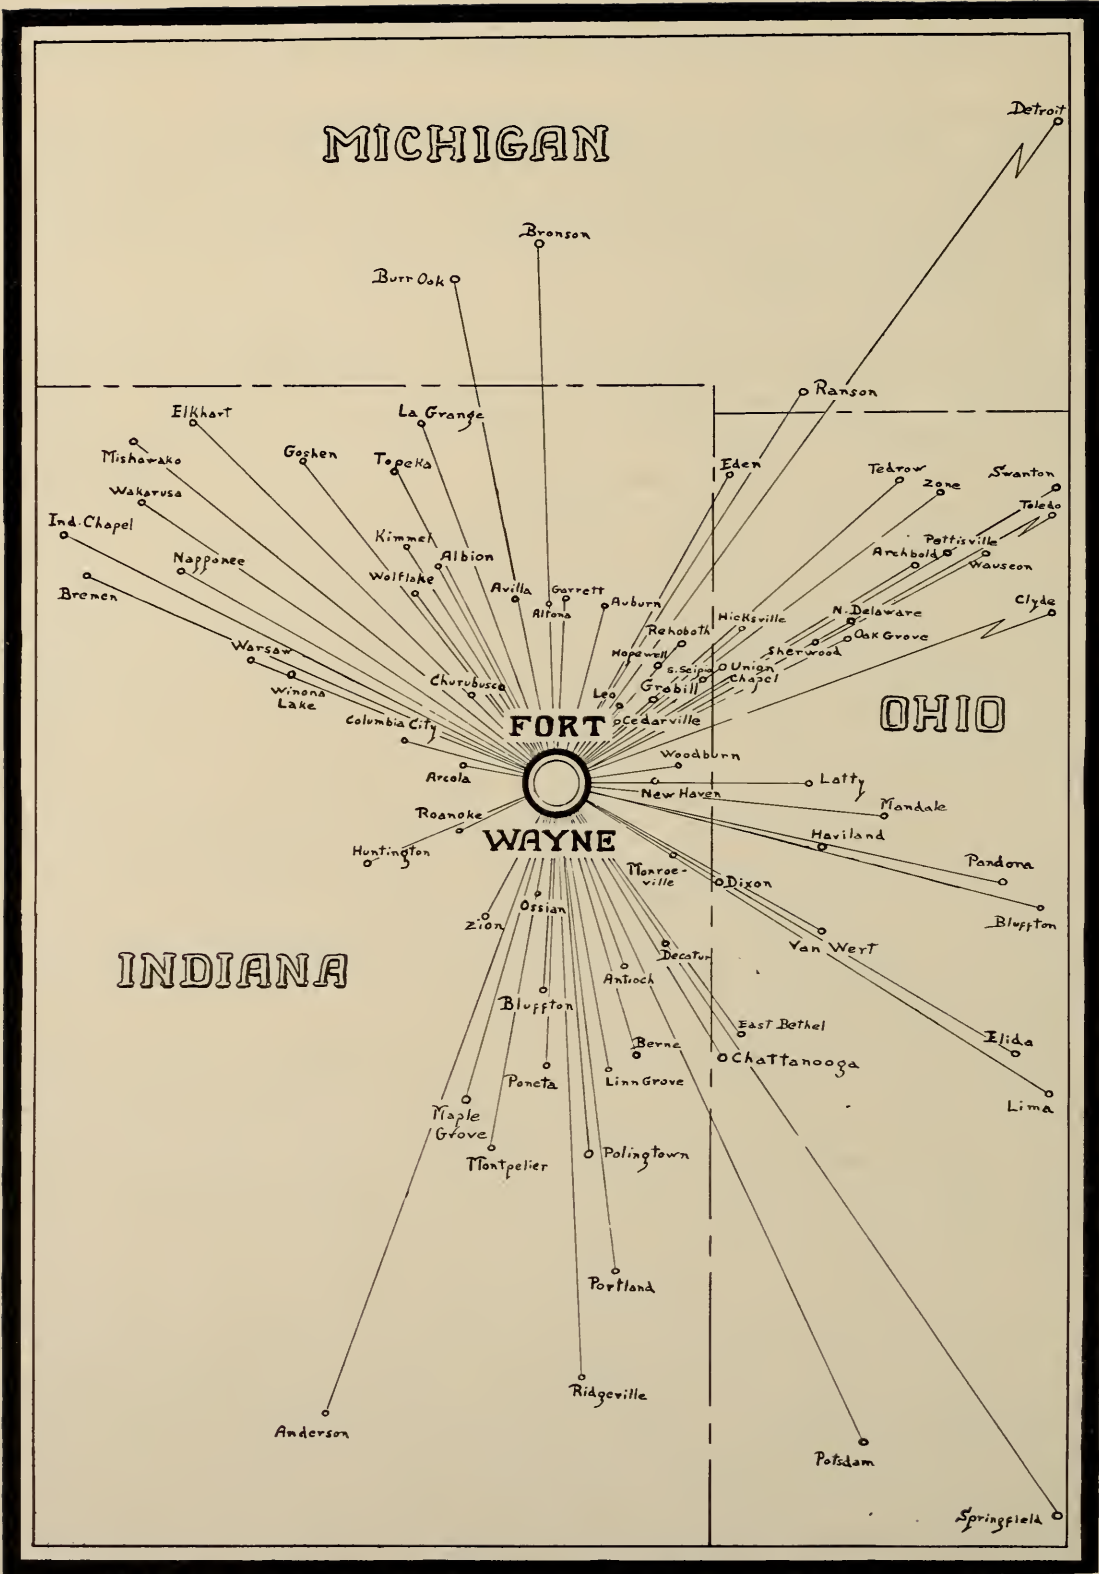 Detroit
MICHIGAN
Bronson
Burr Oak
Ranson
Elkhart
La Grange
Mishawako
Goshen
Topeka
Eden
Tedrow
Zone
Swanton
Wakarusa
Toledo
Ind. Chapel
Kimmel
Albion
Pettisville
Archbold
Wauseon
Nappanee
Wolflake
Avilla
Garrett
Altona
Auburn
Bremen
Clyde
Hicksville
N. Delaware
Rehoboth
Oak Grove
Sherwood
Warsaw
Hopewell
S. Scipio
Union
Chapel
Winona
Lake
Churubusco
Leo
Grabill
Columbia City
FORT
Cedarville
OHIO
Arcola
Woodburn
New Haven
Latty
Mandale
Roanoke
WAYNE
Haviland
Huntington
Monroe-
ville
Pandora
Dixon
Ossian
Zion
Bluffton
Van Wert
INDIANA
Decatur
Antioch
Bluffton
East Bethel
Berne
Elida
Chattanooga
Poneta
Linn Grove
Lima
Maple
Grove
Montpelier
Polingtown
Portland
Ridgeville
Anderson
Potsdam
Springfield